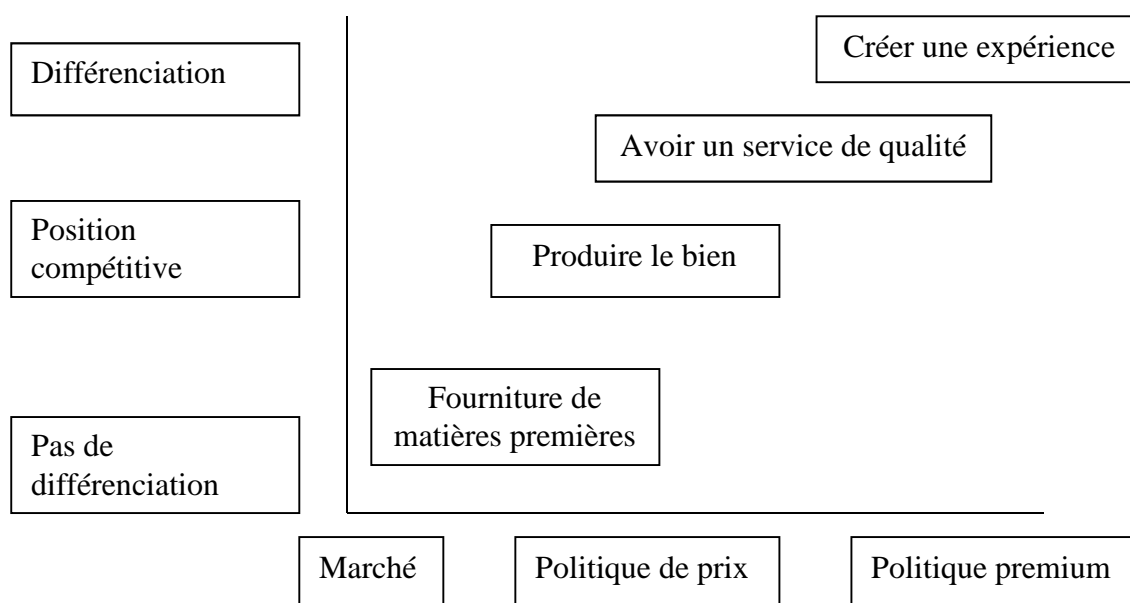 Créer une expérience
Différenciation
Avoir un service de qualité
Position
compétitive
Produire le bien
Fourniture de
matières premières
Pas de
différenciation
Marché
Politique de prix
Politique premium